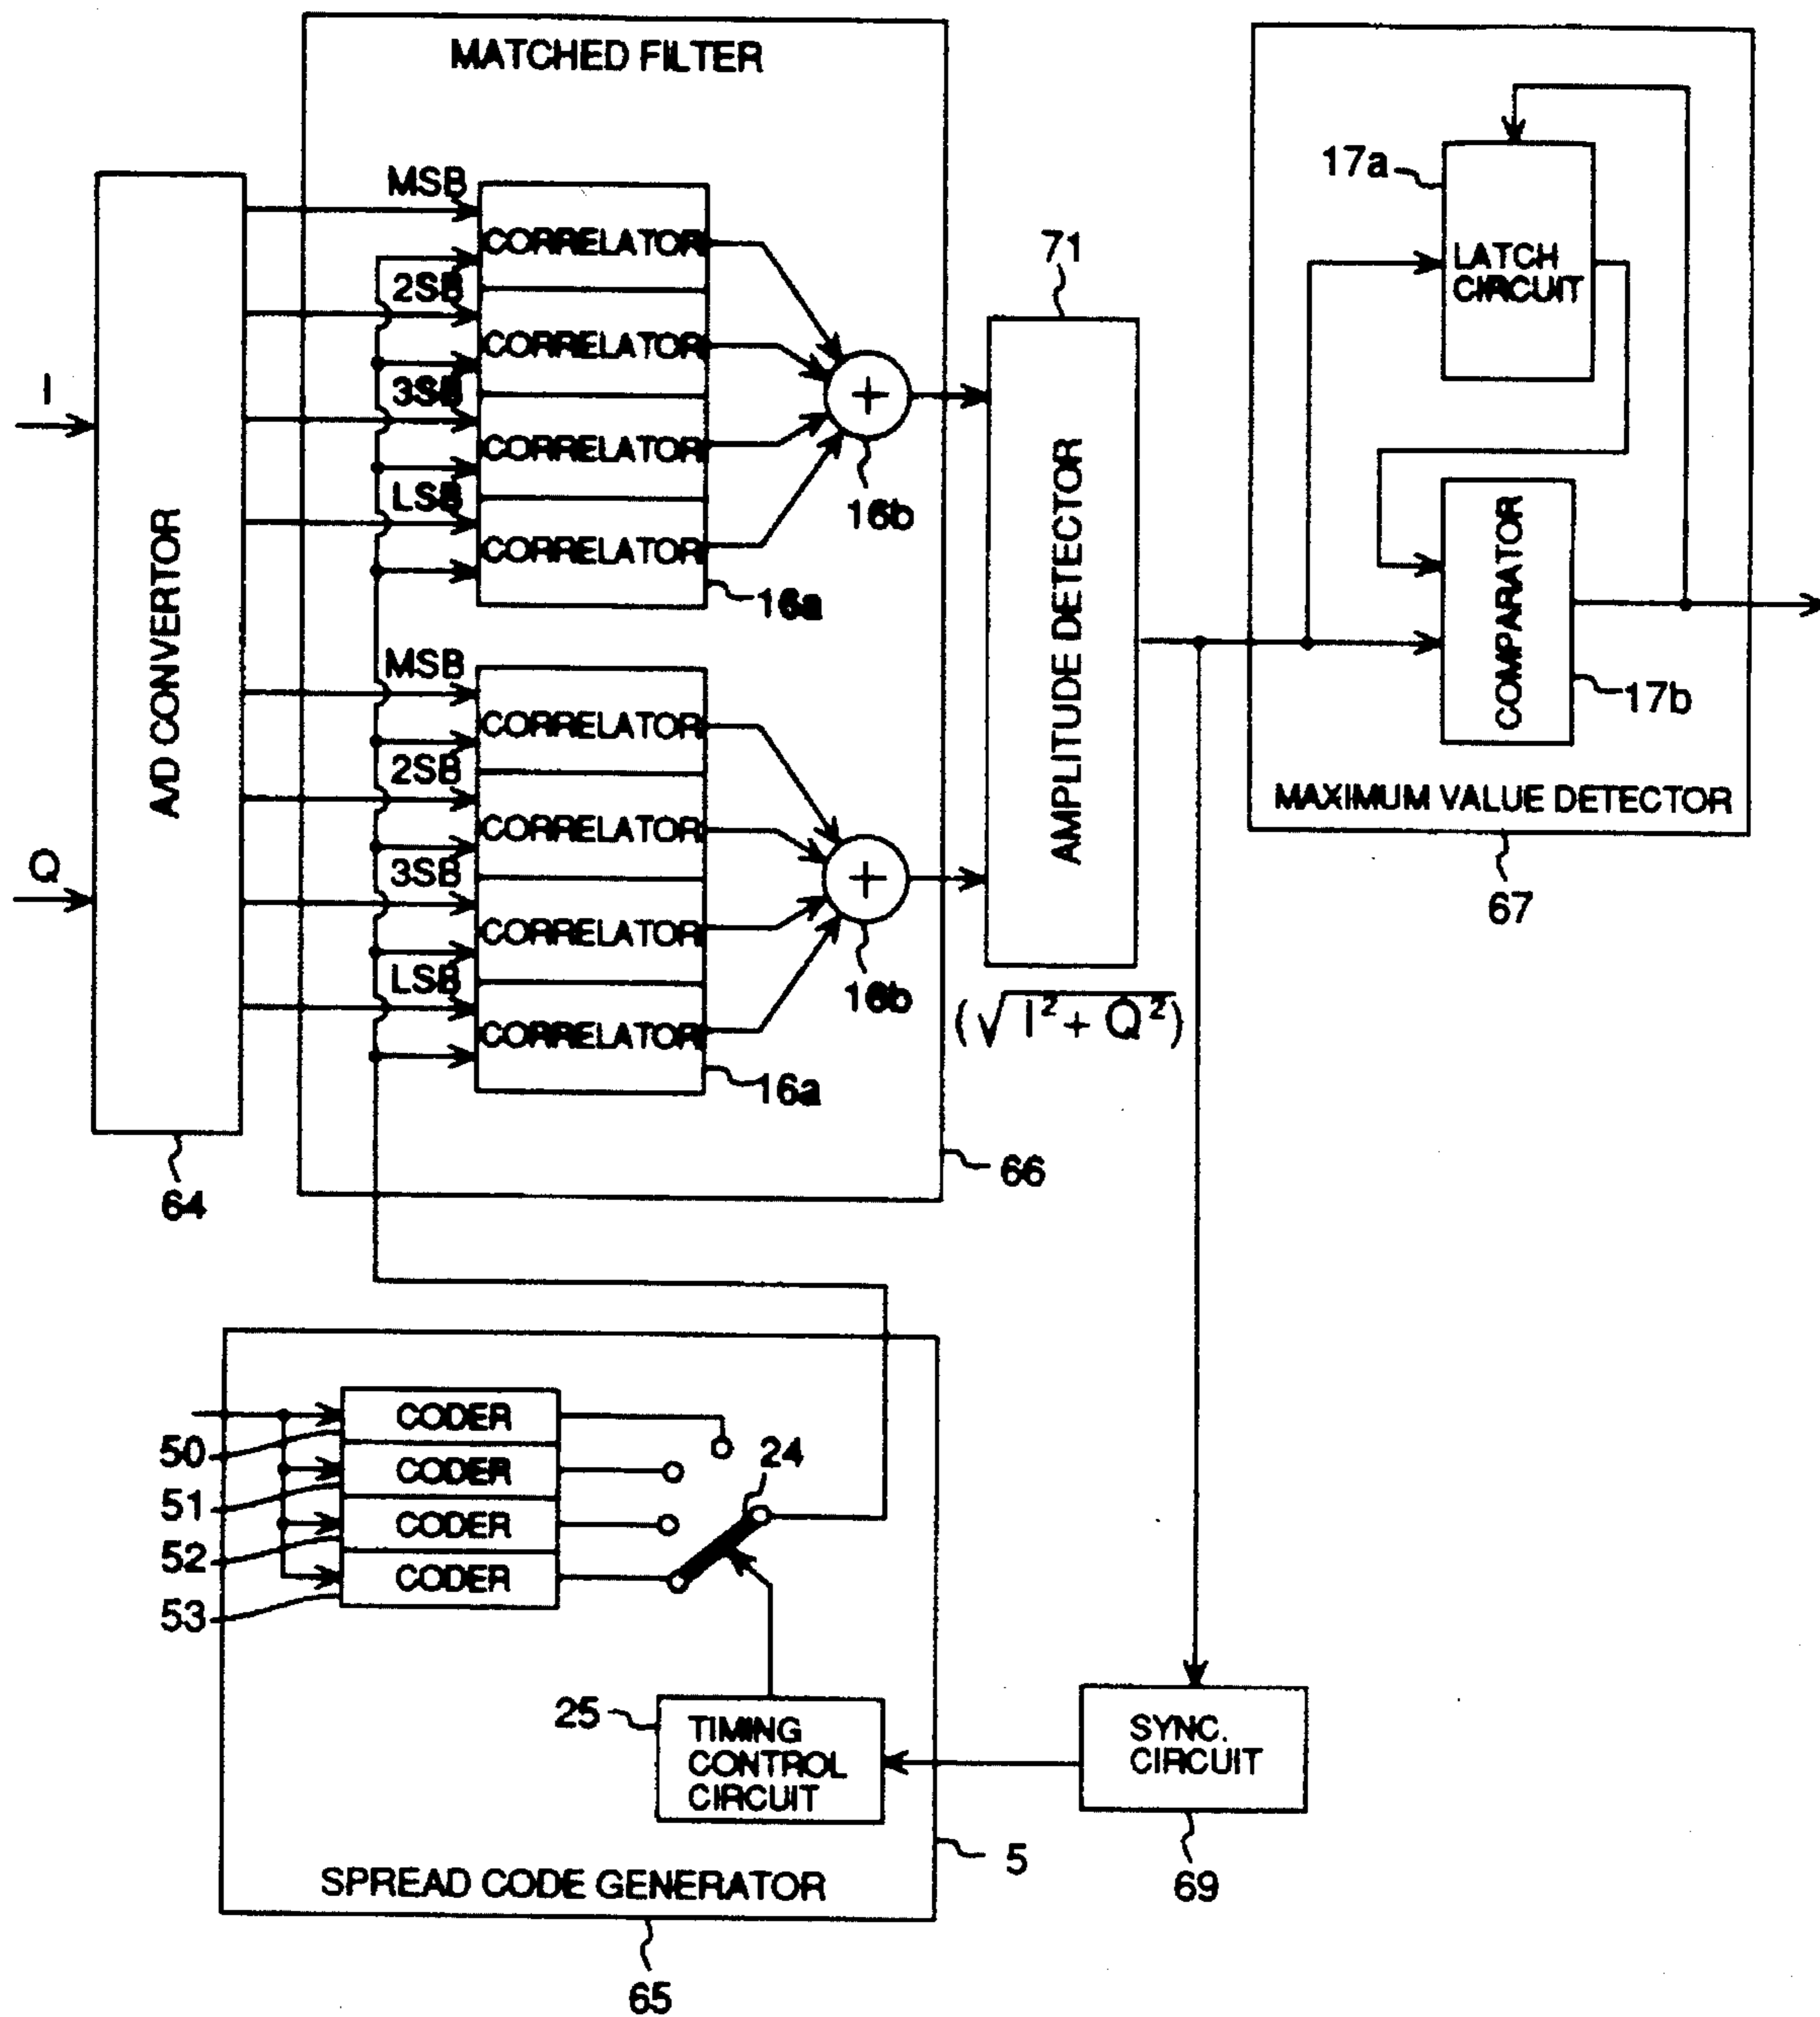 MATCHED FILTER
MSB
CORRELATOR
2SB
CORRELATOR
3SB
CORRELATOR
LSB
CORRELATOR
16a
16b
I
Q
A/D CONVERTOR
64
MSB
CORRELATOR
2SB
CORRELATOR
3SB
CORRELATOR
LSB
CORRELATOR
16a
16b
66
71
AMPLITUDE DETECTOR
(√I²+Q²)
17a
LATCH
CIRCUIT
COMPARATOR
17b
MAXIMUM VALUE DETECTOR
67
50
CODER
51
CODER
52
CODER
53
CODER
24
25
TIMING
CONTROL
CIRCUIT
SYNC.
CIRCUIT
69
5
SPREAD CODE GENERATOR
65